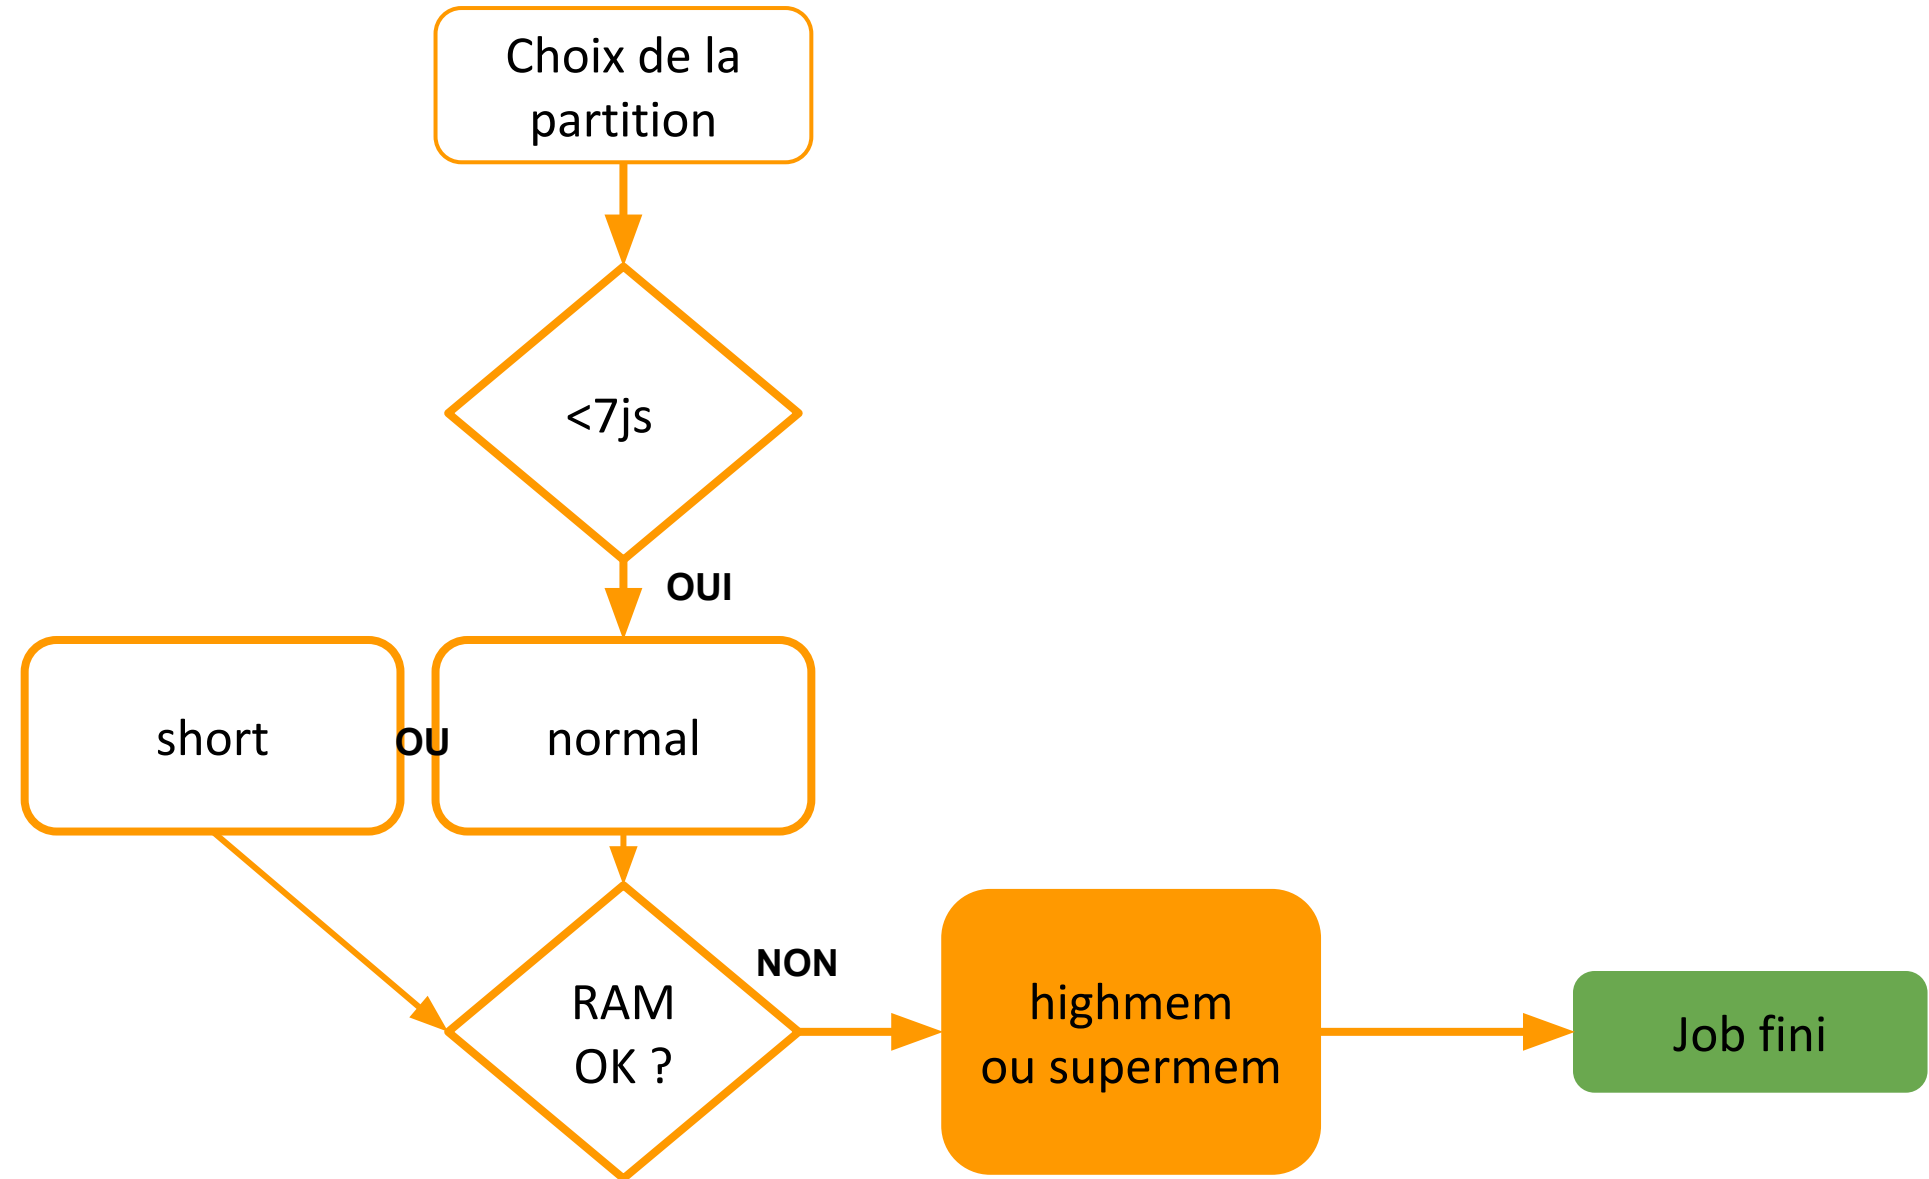 Choix de la
partition
<7js
OUI
short
OU
normal
NON
RAM
OK ?
highmem
ou supermem
Job fini